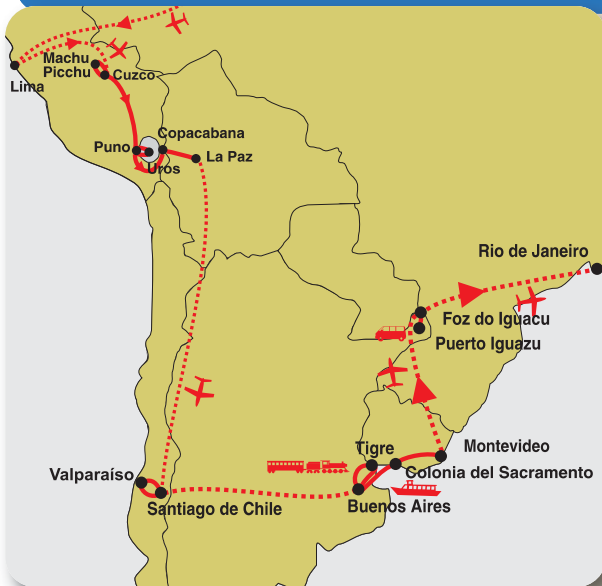 Machu
Picchu
Cuzco
Lima
Copacabana
Puno
La Paz
Uros
Rio de Janeiro
Foz do Iguacu
Puerto Iguazu
Tigre
Montevideo
Valparaíso
Colonia del Sacramento
Santiago de Chile
Buenos Aires